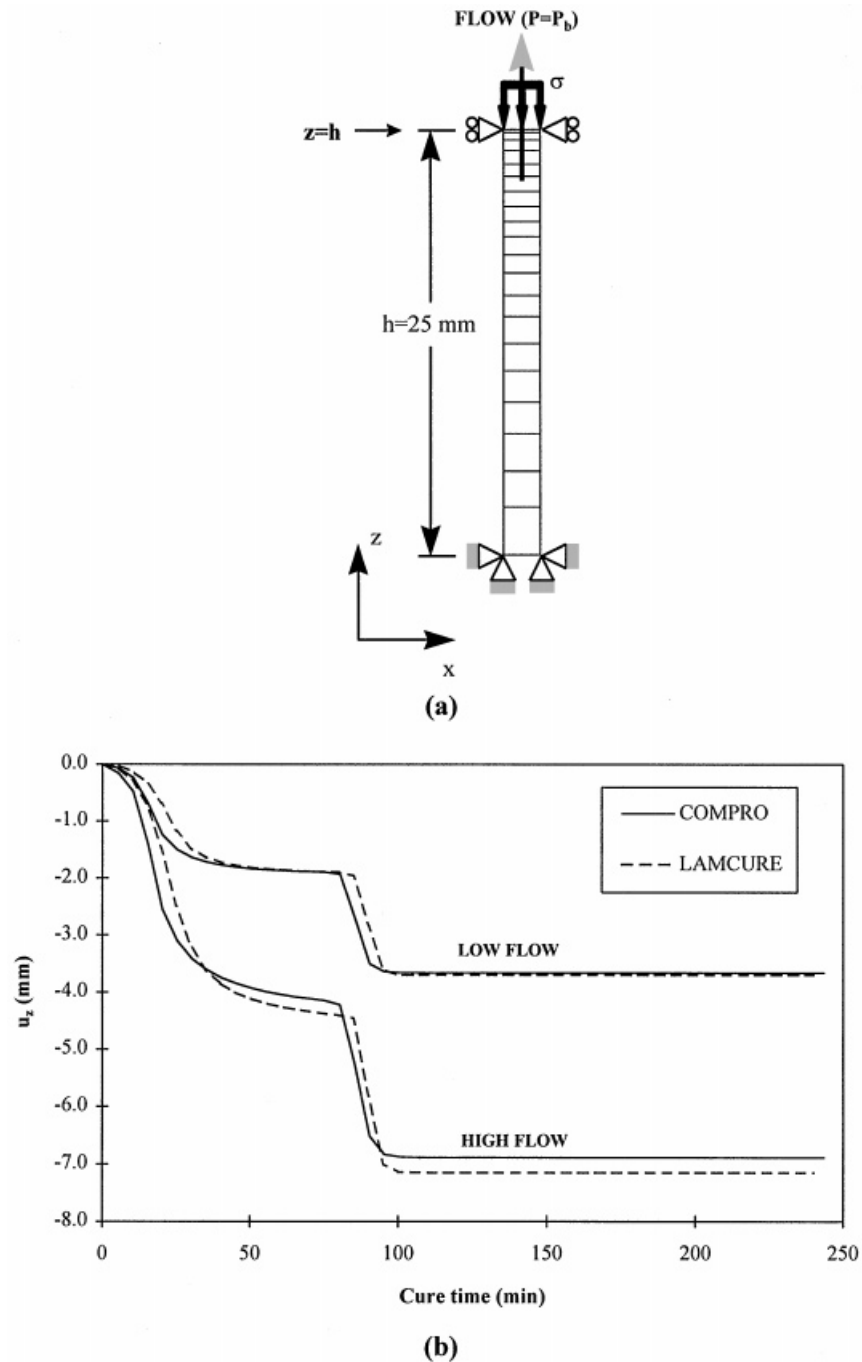 FLOW (P=P_b)
σ
z=h
h=25 mm
z
x
(a)
0.0
-1.0
-2.0
-3.0
-4.0
-5.0
-6.0
-7.0
-8.0
u_z (mm)
COMPRO
LAMCURE
LOW FLOW
HIGH FLOW
0 50 100 150 200 250
Cure time (min)
(b)